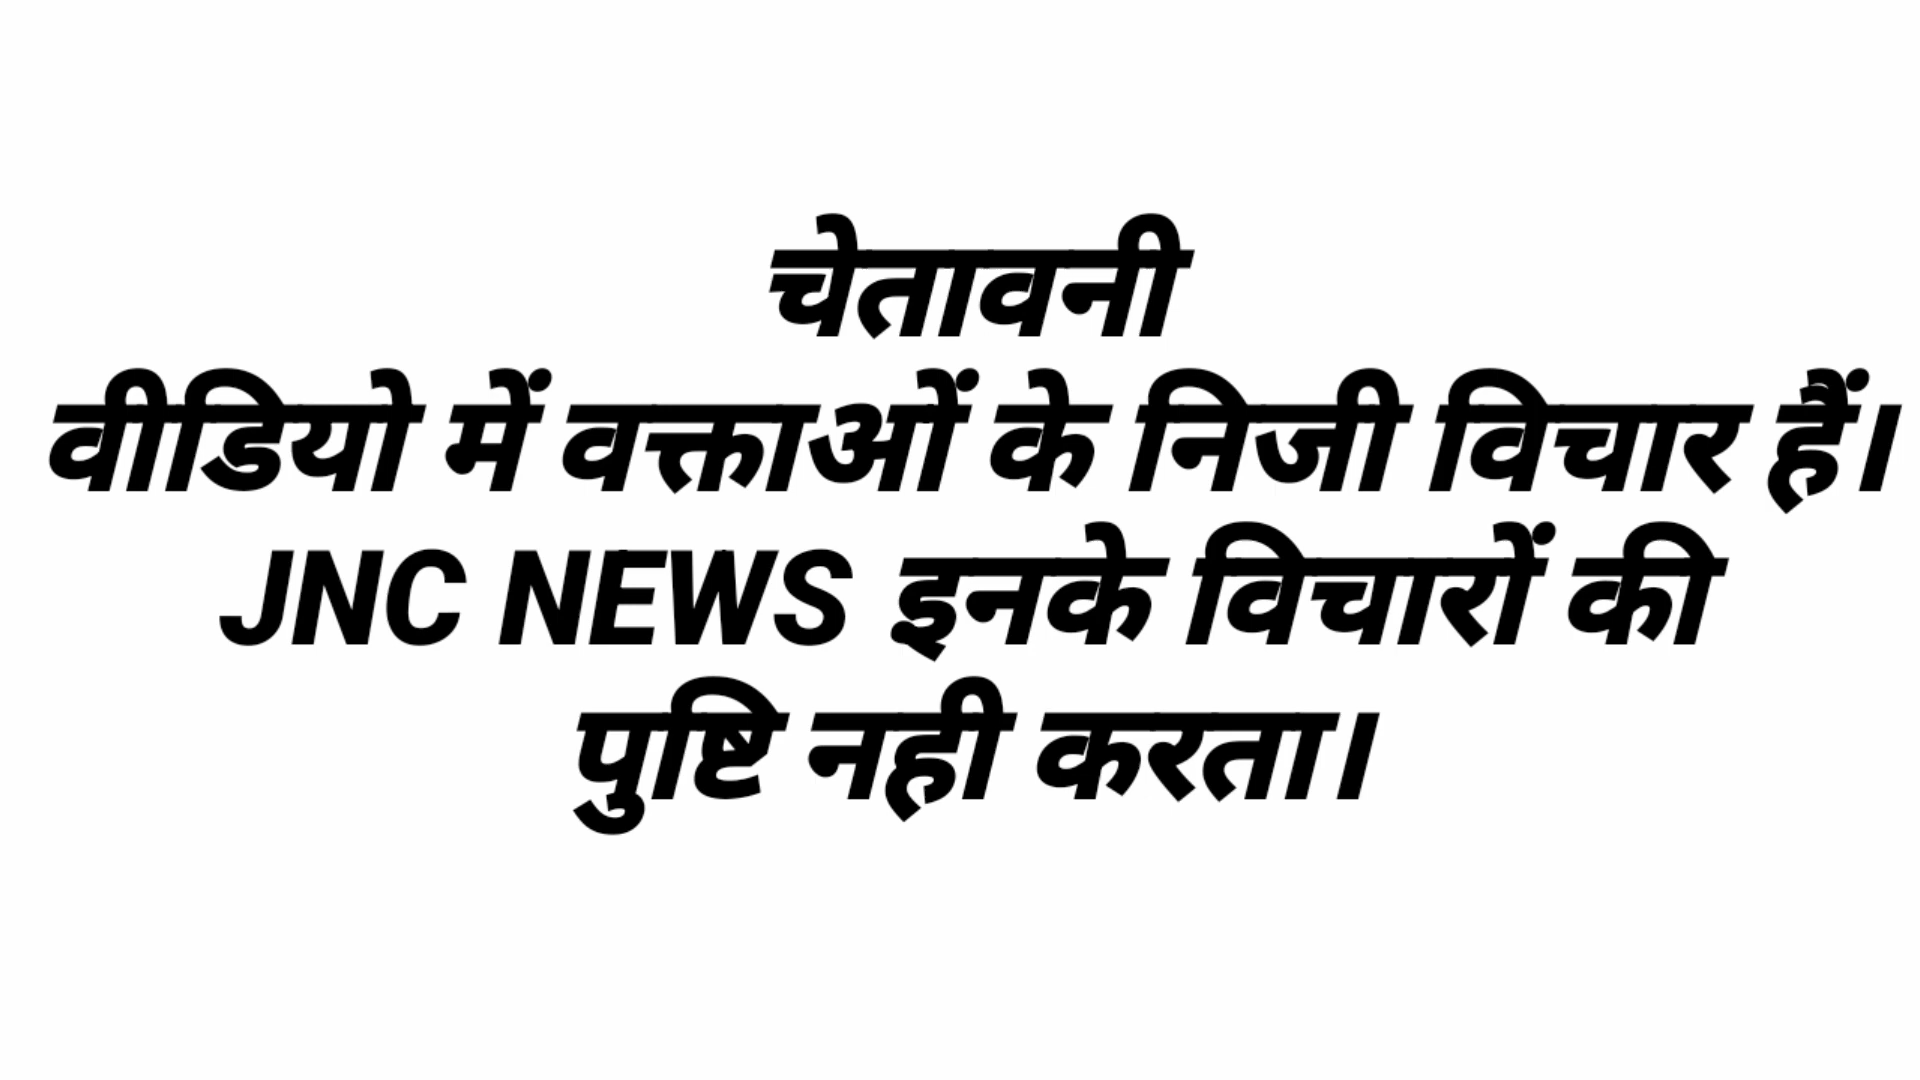 चेतावनी
वीडियो में वक्ताओं के निजी विचार हैं।
JNC NEWS इनके विचारों की
पुष्टि नही करता।